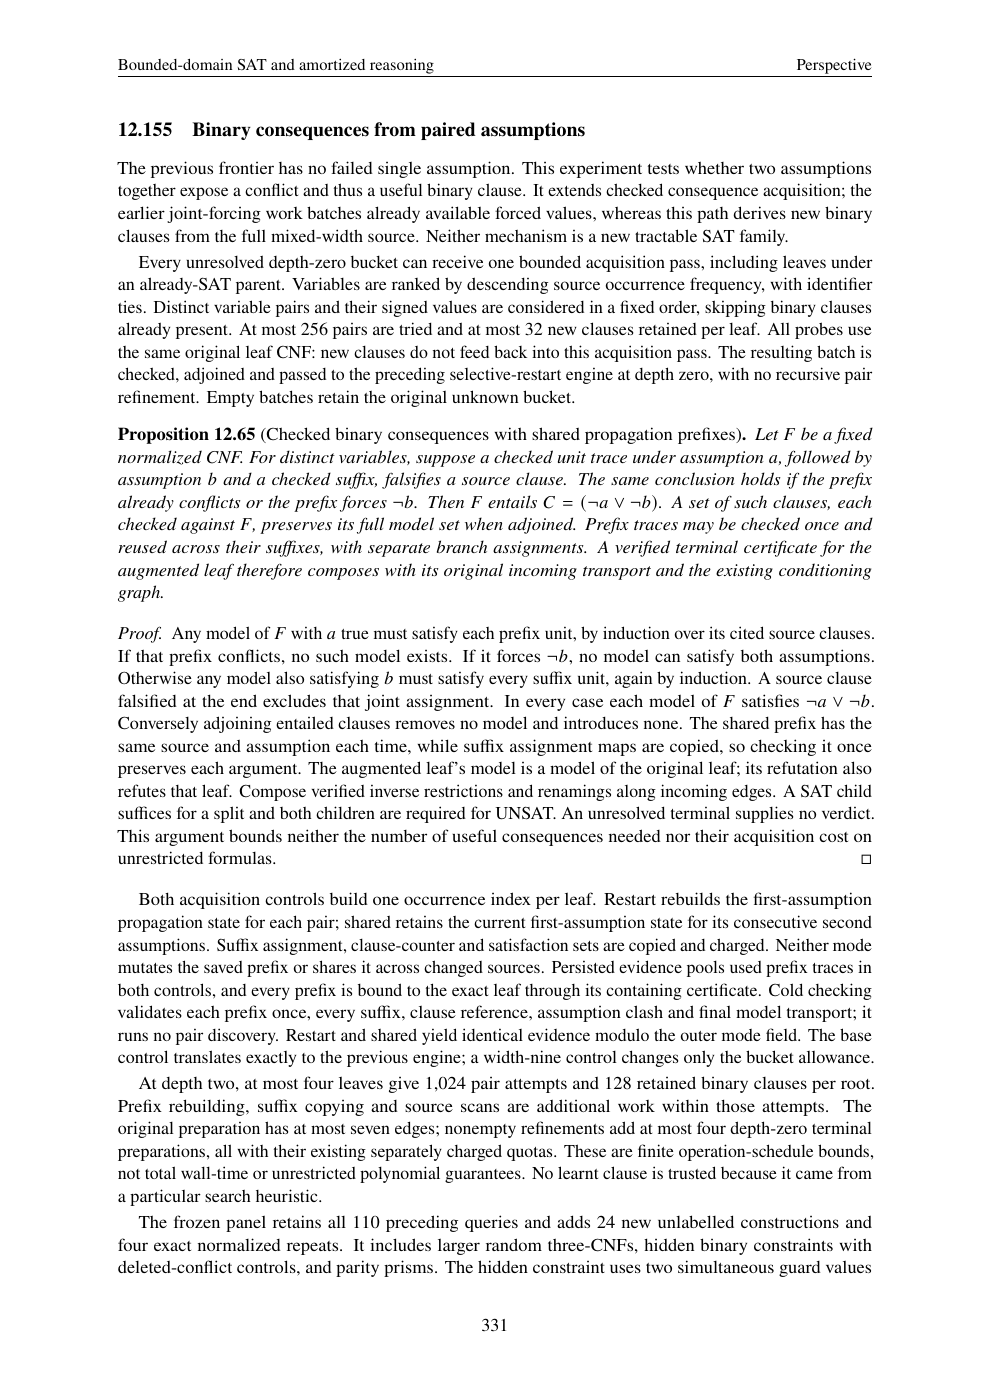 Bounded-domain SAT and amortized reasoning Perspective
12.155 Binary consequences from paired assumptions
The previous frontier has no failed single assumption. This experiment tests whether two assumptions
together expose a conflict and thus a useful binary clause. It extends checked consequence acquisition; the
earlier joint-forcing work batches already available forced values, whereas this path derives new binary
clauses from the full mixed-width source. Neither mechanism is a new tractable SAT family.
Every unresolved depth-zero bucket can receive one bounded acquisition pass, including leaves under
an already-SAT parent. Variables are ranked by descending source occurrence frequency, with identifier
ties. Distinct variable pairs and their signed values are considered in a fixed order, skipping binary clauses
already present. At most 256 pairs are tried and at most 32 new clauses retained per leaf. All probes use
the same original leaf CNF: new clauses do not feed back into this acquisition pass. The resulting batch is
checked, adjoined and passed to the preceding selective-restart engine at depth zero, with no recursive pair
refinement. Empty batches retain the original unknown bucket.
Proposition 12.65 (Checked binary consequences with shared propagation prefixes). Let F be a fixed
normalized CNF. For distinct variables, suppose a checked unit trace under assumption a, followed by
assumption b and a checked suffix, falsifies a source clause. The same conclusion holds if the prefix
already conflicts or the prefix forces ¬b. Then F entails C = (¬a ∨ ¬b). A set of such clauses, each
checked against F, preserves its full model set when adjoined. Prefix traces may be checked once and
reused across their suffixes, with separate branch assignments. A verified terminal certificate for the
augmented leaf therefore composes with its original incoming transport and the existing conditioning
graph.
Proof. Any model of F with a true must satisfy each prefix unit, by induction over its cited source clauses.
If that prefix conflicts, no such model exists. If it forces ¬b, no model can satisfy both assumptions.
Otherwise any model also satisfying b must satisfy every suffix unit, again by induction. A source clause
falsified at the end excludes that joint assignment. In every case each model of F satisfies ¬a ∨ ¬b.
Conversely adjoining entailed clauses removes no model and introduces none. The shared prefix has the
same source and assumption each time, while suffix assignment maps are copied, so checking it once
preserves each argument. The augmented leaf's model is a model of the original leaf; its refutation also
refutes that leaf. Compose verified inverse restrictions and renamings along incoming edges. A SAT child
suffices for a split and both children are required for UNSAT. An unresolved terminal supplies no verdict.
This argument bounds neither the number of useful consequences needed nor their acquisition cost on
unrestricted formulas. □
Both acquisition controls build one occurrence index per leaf. Restart rebuilds the first-assumption
propagation state for each pair; shared retains the current first-assumption state for its consecutive second
assumptions. Suffix assignment, clause-counter and satisfaction sets are copied and charged. Neither mode
mutates the saved prefix or shares it across changed sources. Persisted evidence pools used prefix traces in
both controls, and every prefix is bound to the exact leaf through its containing certificate. Cold checking
validates each prefix once, every suffix, clause reference, assumption clash and final model transport; it
runs no pair discovery. Restart and shared yield identical evidence modulo the outer mode field. The base
control translates exactly to the previous engine; a width-nine control changes only the bucket allowance.
At depth two, at most four leaves give 1,024 pair attempts and 128 retained binary clauses per root.
Prefix rebuilding, suffix copying and source scans are additional work within those attempts. The
original preparation has at most seven edges; nonempty refinements add at most four depth-zero terminal
preparations, all with their existing separately charged quotas. These are finite operation-schedule bounds,
not total wall-time or unrestricted polynomial guarantees. No learnt clause is trusted because it came from
a particular search heuristic.
The frozen panel retains all 110 preceding queries and adds 24 new unlabelled constructions and
four exact normalized repeats. It includes larger random three-CNFs, hidden binary constraints with
deleted-conflict controls, and parity prisms. The hidden constraint uses two simultaneous guard values
331